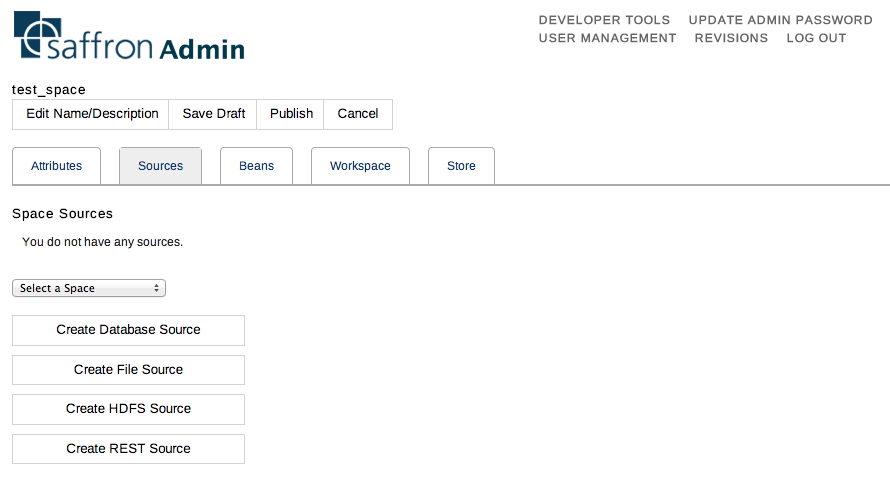 saffron Admin
DEVELOPER TOOLS UPDATE ADMIN PASSWORD
USER MANAGEMENT REVISIONS LOG OUT
test_space
Edit Name/Description Save Draft Publish Cancel
Attributes Sources Beans Workspace Store
Space Sources
You do not have any sources.
Select a Space
Create Database Source
Create File Source
Create HDFS Source
Create REST Source